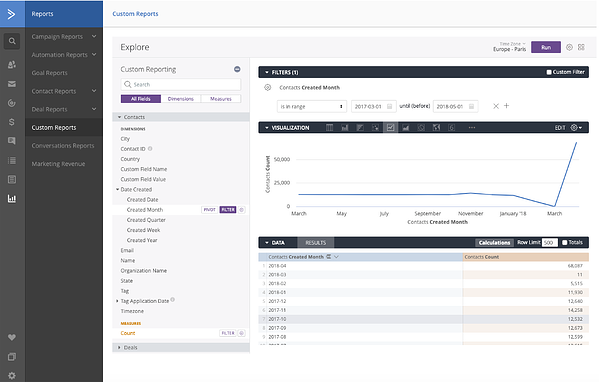 Reports
Custom Reports
Campaign Reports
Automation Reports
Goal Reports
Contact Reports
Deal Reports
Custom Reports
Conversations Reports
Marketing Revenue
Explore
Time Zone
Europe - Paris
Run
Custom Reporting
Search
All Fields Dimensions Measures
Contacts
DIMENSIONS
City
Contact ID
Country
Custom Field Name
Custom Field Value
Date Created
Created Date
Created Month PIVOT FILTER
Created Quarter
Created Week
Created Year
Email
Name
Organization Name
State
Tag
Tag Application Date
Timezone
MEASURES
Count FILTER
Deals
FILTERS (1) Custom Filter
Contacts Created Month
is in range 2017-03-01 until (before) 2018-05-01
VISUALIZATION EDIT
Contacts Count
50,000
25,000
0
March May July September November January '18 March
Contacts Created Month
DATA RESULTS Calculations Row Limit 500 Totals
Contacts Created Month Contacts Count
1 2018-04 68,087
2 2018-03 11
3 2018-02 5,515
4 2018-01 11,930
5 2017-12 12,640
6 2017-11 14,258
7 2017-10 12,532
8 2017-09 12,673
9 2017-08 12,599